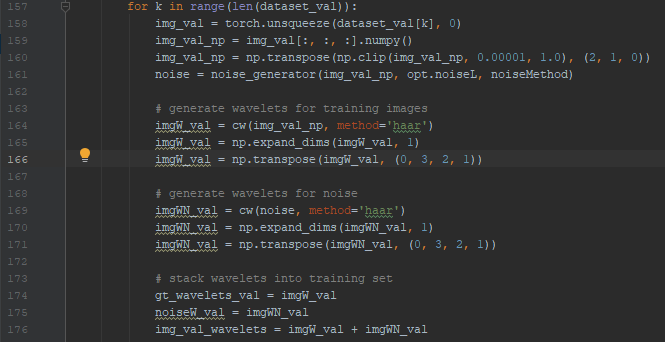 157 for k in range(len(dataset_val)):
158 img_val = torch.unsqueeze(dataset_val[k], 0)
159 img_val_np = img_val[:, :, :].numpy()
160 img_val_np = np.transpose(np.clip(img_val_np, 0.00001, 1.0), (2, 1, 0))
161 noise = noise_generator(img_val_np, opt.noiseL, noiseMethod)
162
163 # generate wavelets for training images
164 imgW_val = cw(img_val_np, method='haar')
165 imgW_val = np.expand_dims(imgW_val, 1)
166 imgW_val = np.transpose(imgW_val, (0, 3, 2, 1))
167
168 # generate wavelets for noise
169 imgWN_val = cw(noise, method='haar')
170 imgWN_val = np.expand_dims(imgWN_val, 1)
171 imgWN_val = np.transpose(imgWN_val, (0, 3, 2, 1))
172
173 # stack wavelets into training set
174 gt_wavelets_val = imgW_val
175 noiseW_val = imgWN_val
176 img_val_wavelets = imgW_val + imgWN_val